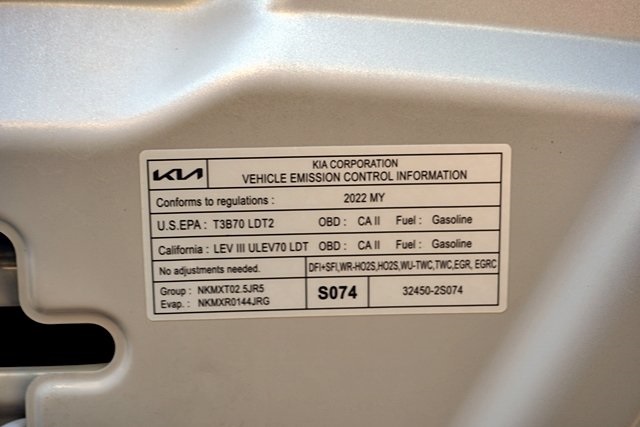 KIA KIA CORPORATION
VEHICLE EMISSION CONTROL INFORMATION
Conforms to regulations : 2022 MY
U.S.EPA : T3B70 LDT2 OBD : CA II Fuel : Gasoline
California : LEV III ULEV70 LDT OBD : CA II Fuel : Gasoline
No adjustments needed. DFI+SFI,WR-HO2S,HO2S,WU-TWC,TWC,EGR, EGRC
Group : NKMXT02.5JR5 S074 32450-2S074
Evap. : NKMXR0144JRG